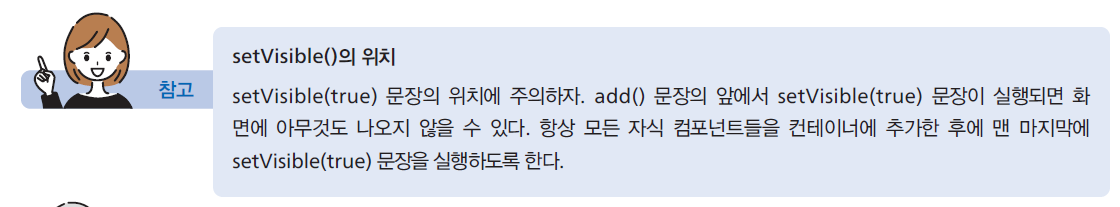 참고
setVisible()의 위치
setVisible(true) 문장의 위치에 주의하자. add() 문장의 앞에서 setVisible(true) 문장이 실행되면 화
면에 아무것도 나오지 않을 수 있다. 항상 모든 자식 컴포넌트들을 컨테이너에 추가한 후에 맨 마지막에
setVisible(true) 문장을 실행하도록 한다.